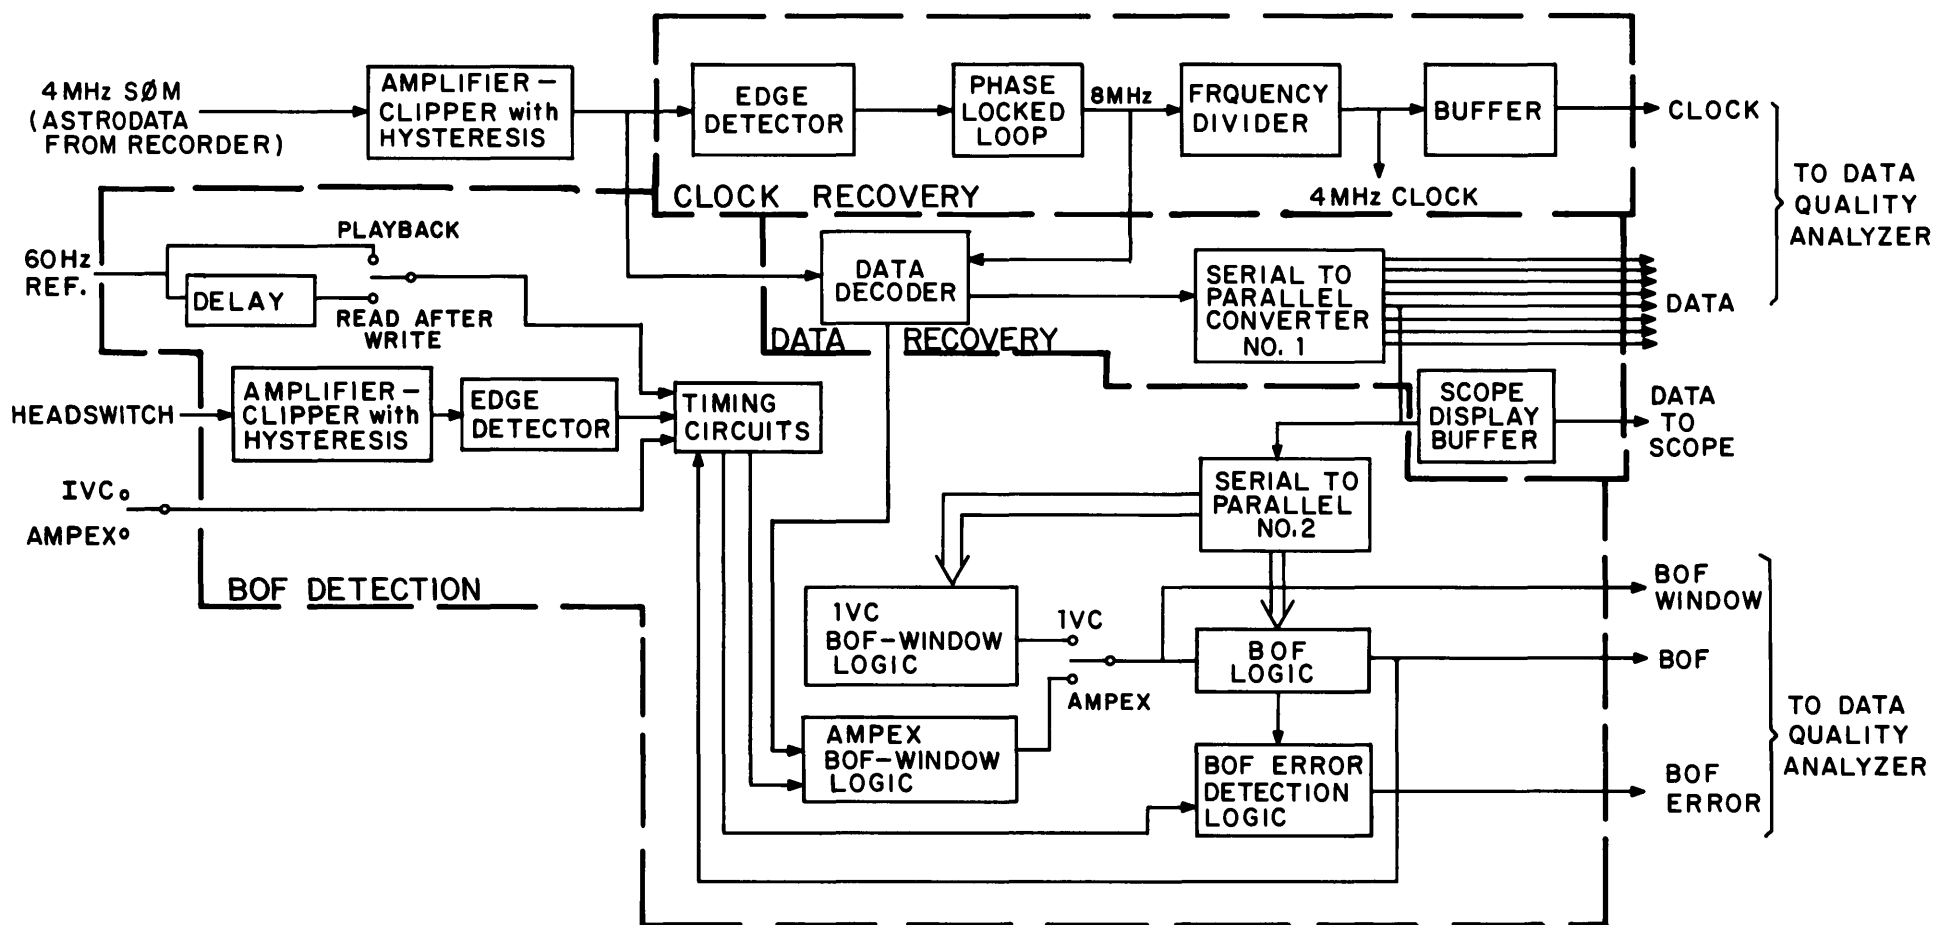 4MHz SØM
(ASTRODATA
FROM RECORDER)
AMPLIFIER-
CLIPPER with
HYSTERESIS
EDGE
DETECTOR
PHASE
LOCKED
LOOP
8MHz
FRQUENCY
DIVIDER
BUFFER
CLOCK
4MHz CLOCK
CLOCK RECOVERY
TO DATA
QUALITY
ANALYZER
60Hz
REF.
PLAYBACK
DELAY
READ AFTER
WRITE
DATA
DECODER
SERIAL TO
PARALLEL
CONVERTER
NO. 1
DATA
DATA RECOVERY
HEADSWITCH
AMPLIFIER-
CLIPPER with
HYSTERESIS
EDGE
DETECTOR
TIMING
CIRCUITS
SCOPE
DISPLAY
BUFFER
DATA
TO
SCOPE
IVC
AMPEX
SERIAL TO
PARALLEL
NO.2
BOF DETECTION
1VC
BOF-WINDOW
LOGIC
1VC
AMPEX
BOF
LOGIC
BOF
WINDOW
BOF
AMPEX
BOF-WINDOW
LOGIC
BOF ERROR
DETECTION
LOGIC
BOF
ERROR
TO DATA
QUALITY
ANALYZER